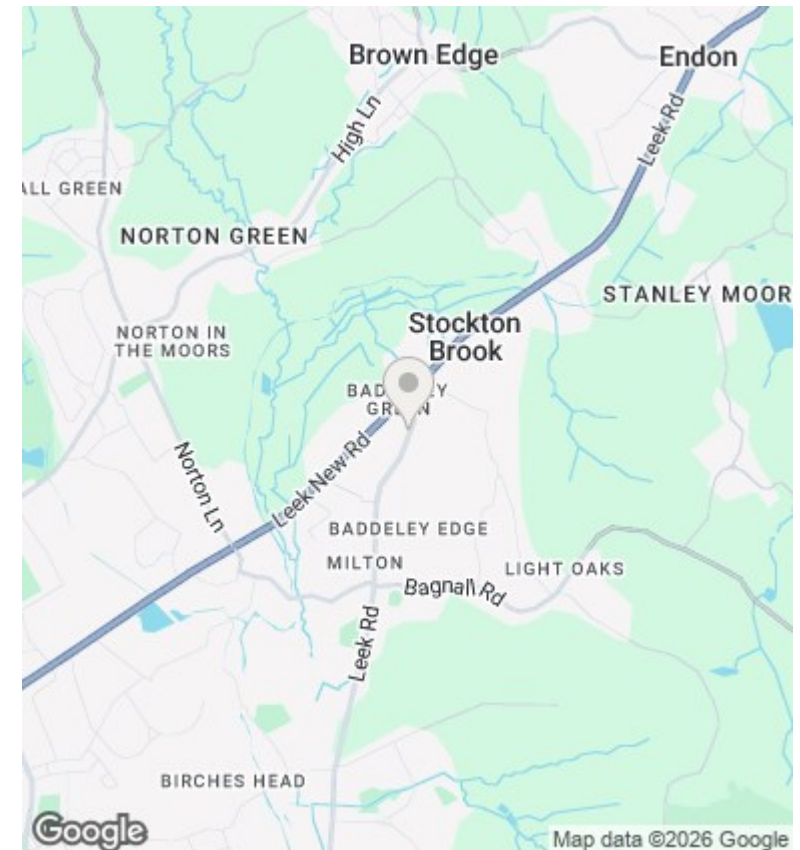 Brown Edge
Endon
High Ln
Leek Rd
ALL GREEN
NORTON GREEN
STANLEY MOOR
Stockton
Brook
NORTON IN
THE MOORS
GREEN
Leek New Rd
Norton Ln
BADDELEY EDGE
MILTON
LIGHT OAKS
Bagnall Rd
Leek Rd
BIRCHES HEAD
Google
Map data ©2026 Google